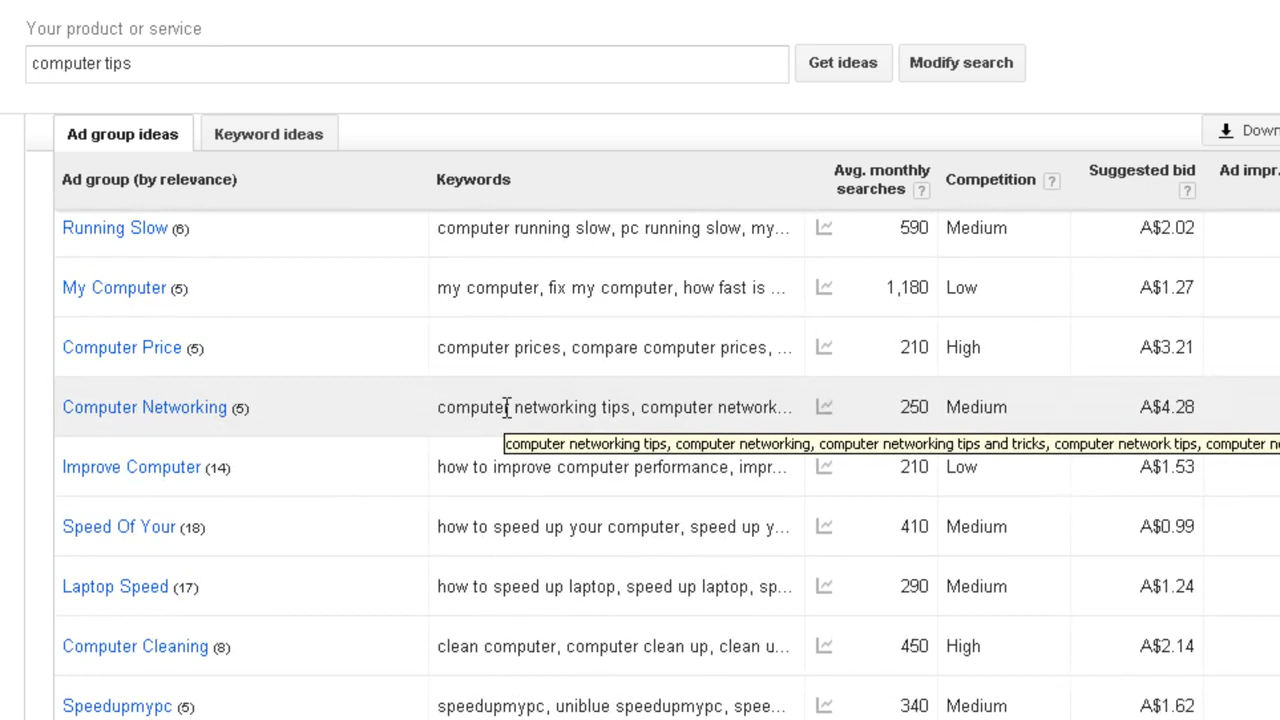 Your product or service
computer tips Get ideas Modify search
Ad group ideas Keyword ideas
Ad group (by relevance) Keywords Avg. monthly searches ? Competition ? Suggested bid ? Ad impr.
Running Slow (6) computer running slow, pc running slow, my... 590 Medium A$2.02
My Computer (5) my computer, fix my computer, how fast is ... 1,180 Low A$1.27
Computer Price (5) computer prices, compare computer prices, ... 210 High A$3.21
Computer Networking (5) computer networking tips, computer network... 250 Medium A$4.28
computer networking tips, computer networking, computer networking tips and tricks, computer network tips, computer
Improve Computer (14) how to improve computer performance, impr... 210 Low A$1.53
Speed Of Your (18) how to speed up your computer, speed up y... 410 Medium A$0.99
Laptop Speed (17) how to speed up laptop, speed up laptop, sp... 290 Medium A$1.24
Computer Cleaning (8) clean computer, computer clean up, clean u... 450 High A$2.14
Speedupmypc (5) speedupmypc, uniblue speedupmypc, spee... 340 Medium A$1.62